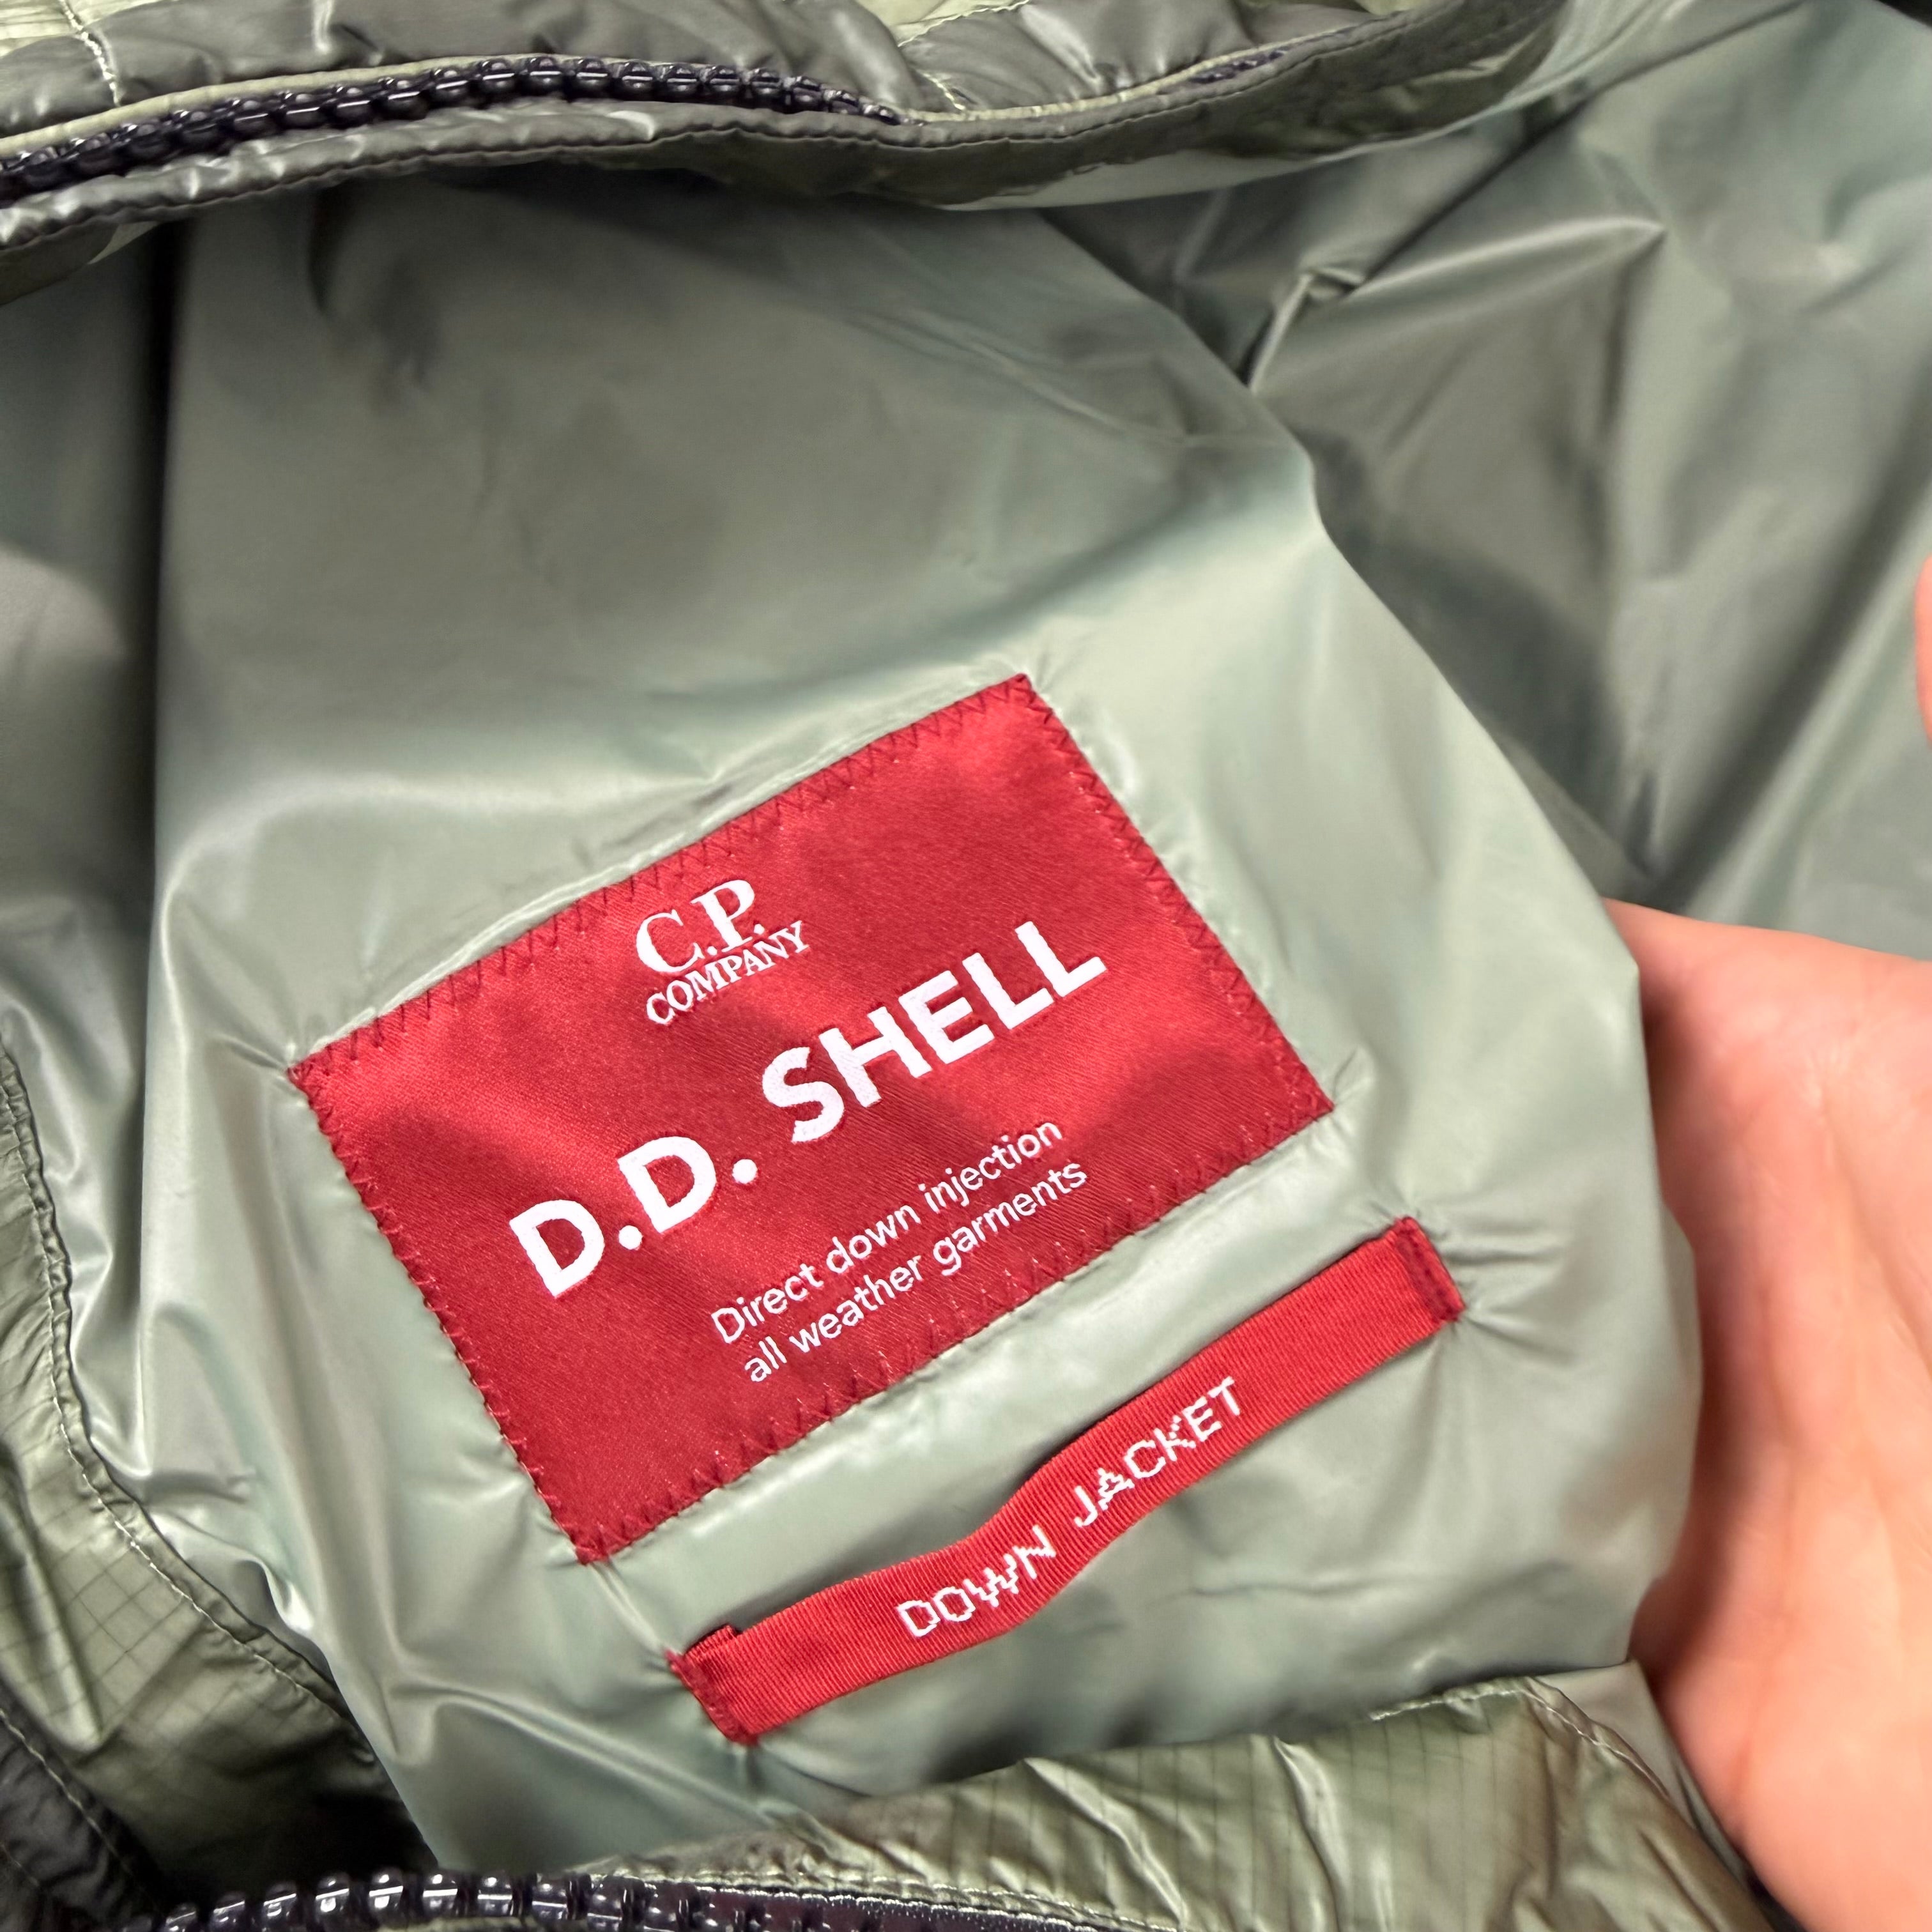 C.P.
COMPANY
D.D. SHELL
Direct down injection
all weather garments
DOWN JACKET